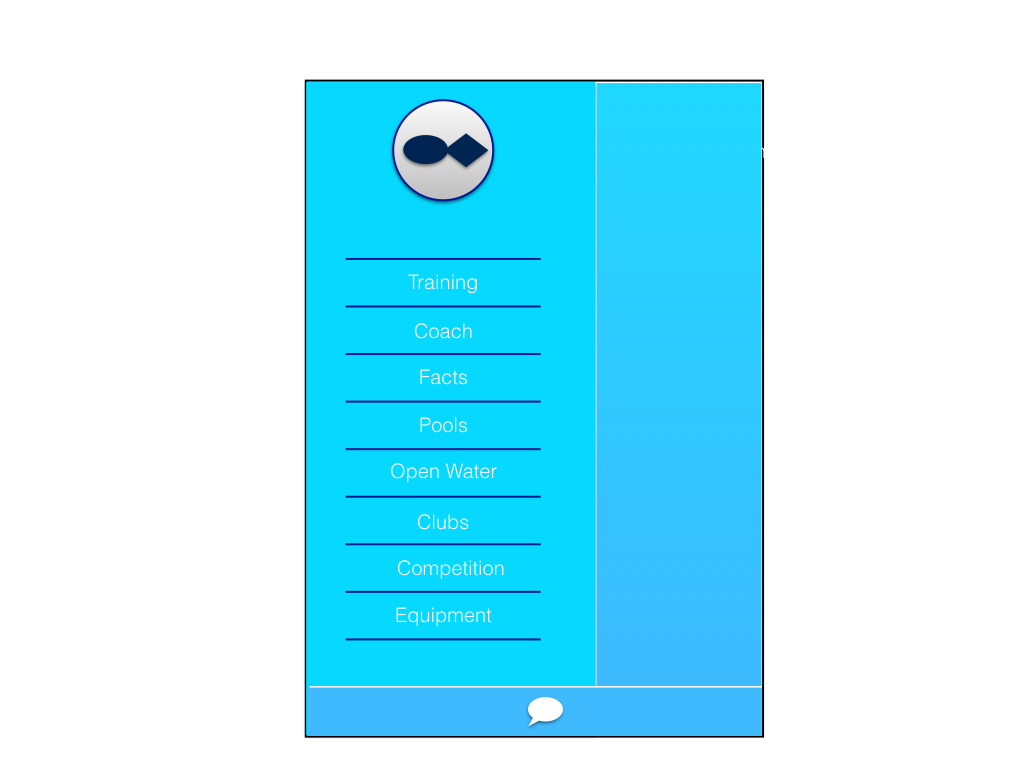 Training
Coach
Facts
Pools
Open Water
Clubs
Competition
Equipment